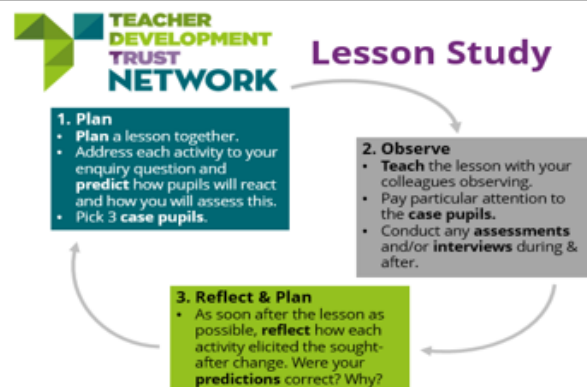 TEACHER
DEVELOPMENT
TRUST
NETWORK
Lesson Study
1. Plan
• Plan a lesson together.
• Address each activity to your
enquiry question and
predict how pupils will react
and how you will assess this.
• Pick 3 case pupils.
2. Observe
• Teach the lesson with your
colleagues observing.
• Pay particular attention to
the case pupils.
• Conduct any assessments
and/or interviews during &
after.
3. Reflect & Plan
• As soon after the lesson as
possible, reflect how each
activity elicited the sought-
after change. Were your
predictions correct? Why?